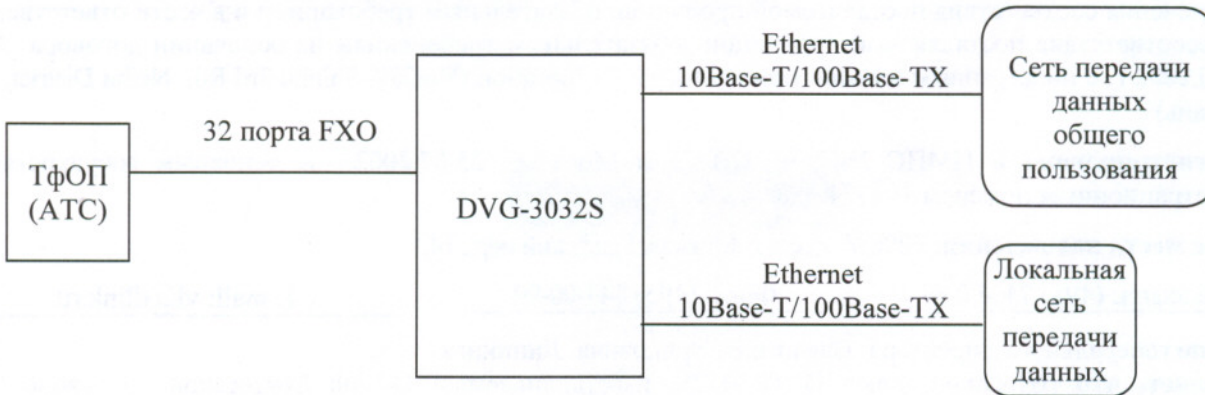 Ethernet
10Base-T/100Base-TX
Сеть передачи
данных
общего
пользования
32 порта FXO
ТфОП
(АТС)
DVG-3032S
Ethernet
10Base-T/100Base-TX
Локальная
сеть
передачи
данных